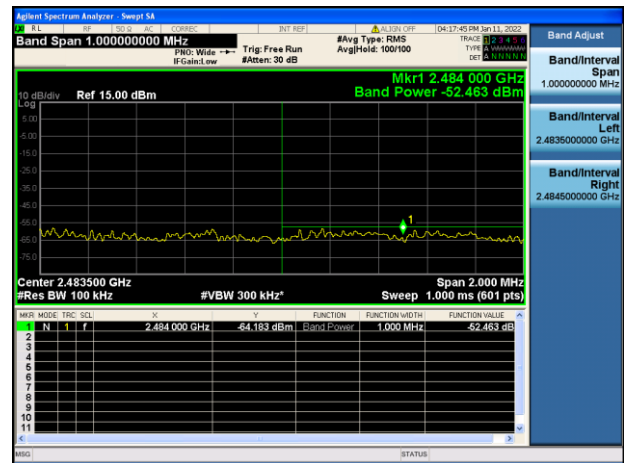 Agilent Spectrum Analyzer - Swept SA
RL RF 50 Ω AC CORREC INT REF ALIGN OFF 04:17:45 PM Jan 11, 2022
Band Span 1.000000000 MHz
PNO: Wide
IFGain:Low
Trig: Free Run
#Atten: 30 dB
#Avg Type: RMS
Avg|Hold: 100/100
TRACE 1 2 3 4 5 6
TYPE A
DET A N N N N N
Band Adjust
Band/Interval
Span
1.000000000 MHz
Band/Interval
Left
2.4835000000 GHz
Band/Interval
Right
2.4845000000 GHz
Mkr1 2.484 000 GHz
Band Power -52.463 dBm
10 dB/div Ref 15.00 dBm
Log
5.00
-5.00
-15.0
-25.0
-35.0
-45.0
-55.0
-65.0
-75.0
1
Center 2.483500 GHz Span 2.000 MHz
#Res BW 100 kHz #VBW 300 kHz* Sweep 1.000 ms (601 pts)
MKR MODE TRC SCL X Y FUNCTION FUNCTION WIDTH FUNCTION VALUE
1 N 1 f 2.484 000 GHz -64.183 dBm Band Power 1.000 MHz -52.463 dB
2
3
4
5
6
7
8
9
10
11
MSG STATUS